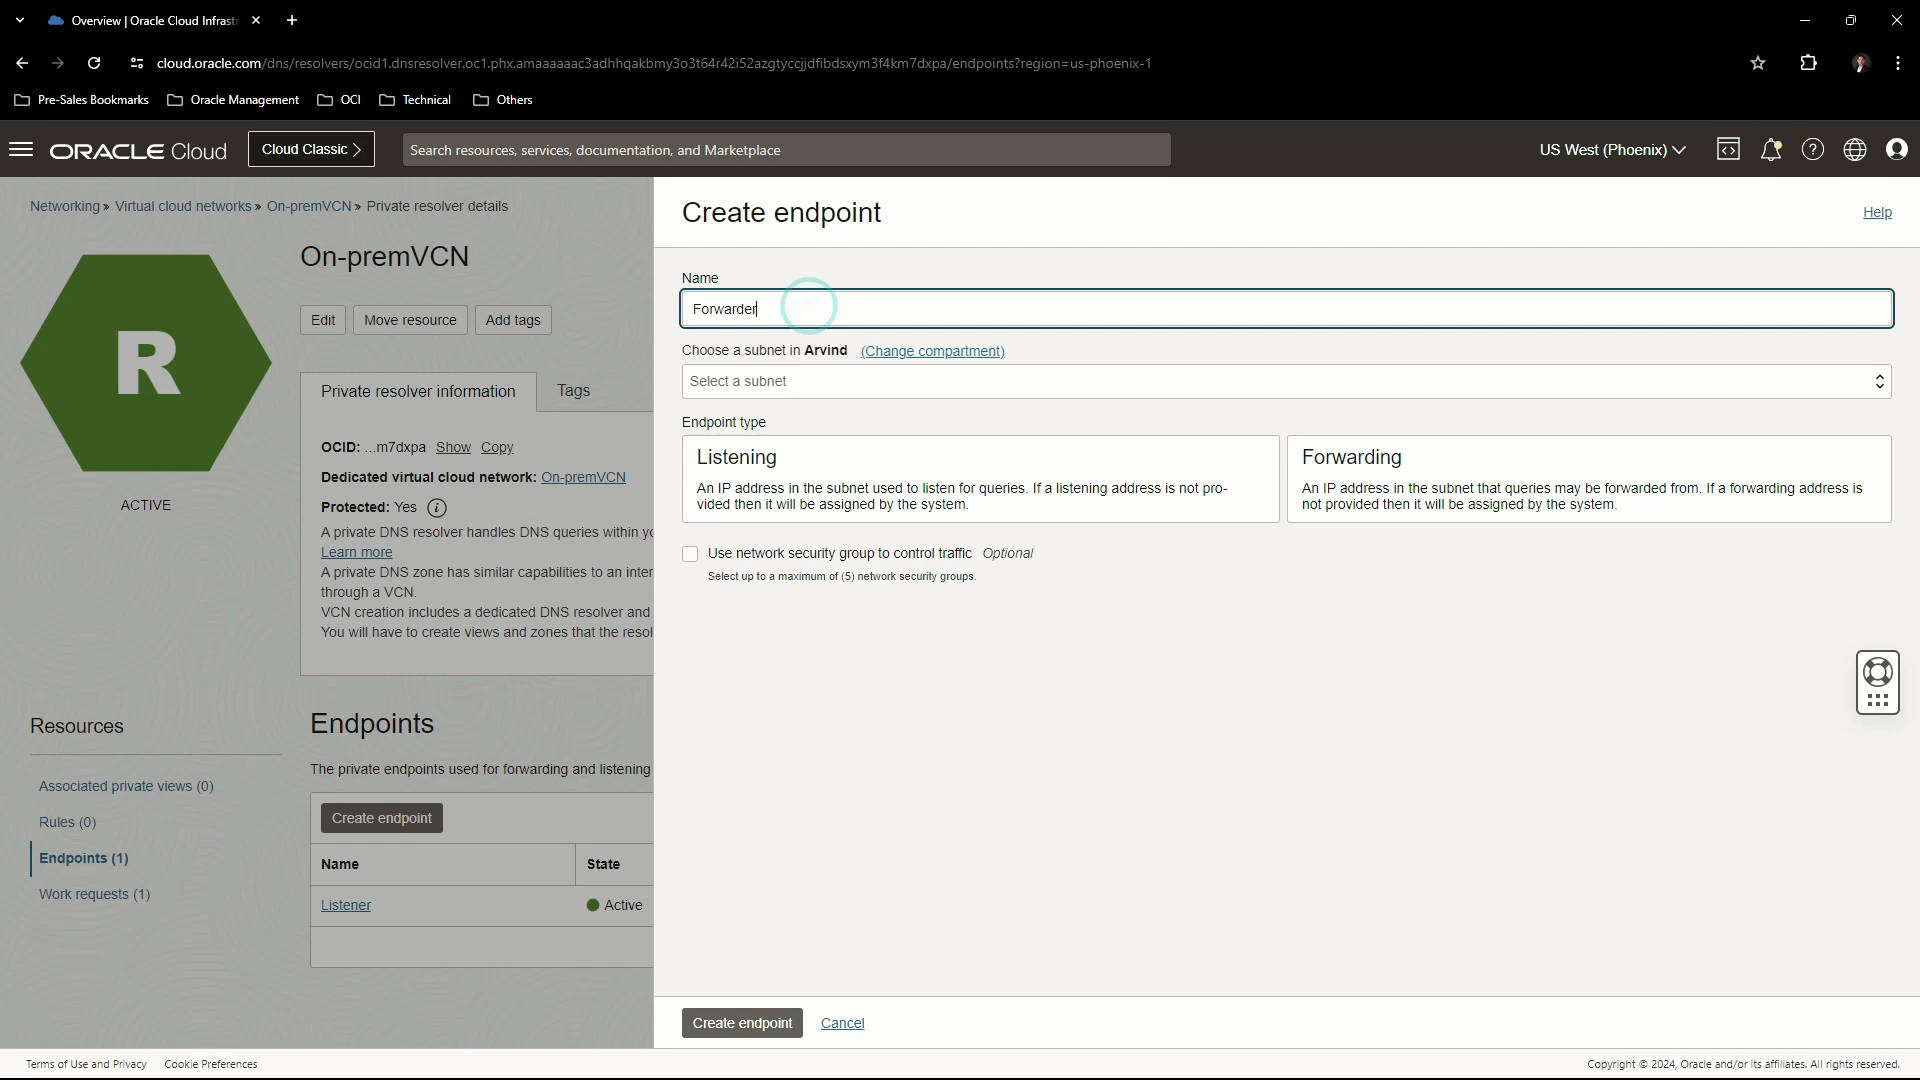 Overview | Oracle Cloud Infrast
cloud.oracle.com/dns/resolvers/ocid1.dnsresolver.oc1.phx.amaaaaaac3adhhqakbmy3o3t64r42i52azgtyccjjdfibdsxym3f4km7dxpa/endpoints?region=us-phoenix-1
Pre-Sales Bookmarks
Oracle Management
OCI
Technical
Others
ORACLE Cloud
Cloud Classic >
Search resources, services, documentation, and Marketplace
US West (Phoenix)
Networking » Virtual cloud networks » On-premVCN » Private resolver details
R
ACTIVE
On-premVCN
Edit
Move resource
Add tags
Private resolver information
Tags
OCID: ...m7dxpa Show Copy
Dedicated virtual cloud network: On-premVCN
Protected: Yes
A private DNS resolver handles DNS queries within yo
Learn more
A private DNS zone has similar capabilities to an inter
through a VCN.
VCN creation includes a dedicated DNS resolver and
You will have to create views and zones that the resol
Resources
Associated private views (0)
Rules (0)
Endpoints (1)
Work requests (1)
Endpoints
The private endpoints used for forwarding and listening
Create endpoint
Name
State
Listener
Active
Create endpoint
Help
Name
Forwarder
Choose a subnet in Arvind (Change compartment)
Select a subnet
Endpoint type
Listening
An IP address in the subnet used to listen for queries. If a listening address is not pro-
vided then it will be assigned by the system.
Forwarding
An IP address in the subnet that queries may be forwarded from. If a forwarding address is
not provided then it will be assigned by the system.
Use network security group to control traffic Optional
Select up to a maximum of (5) network security groups.
Create endpoint
Cancel
Terms of Use and Privacy
Cookie Preferences
Copyright © 2024, Oracle and/or its affiliates. All rights reserved.